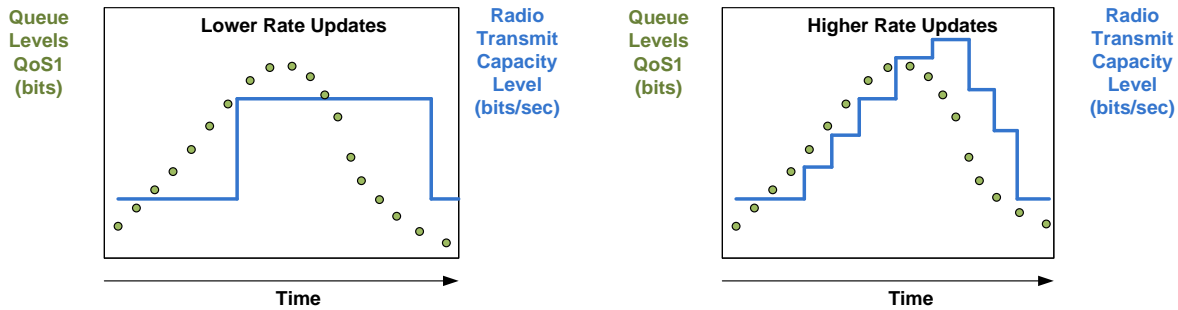 Queue
Levels
QoS1
(bits)
Lower Rate Updates
Radio
Transmit
Capacity
Level
(bits/sec)
Time
Queue
Levels
QoS1
(bits)
Higher Rate Updates
Radio
Transmit
Capacity
Level
(bits/sec)
Time